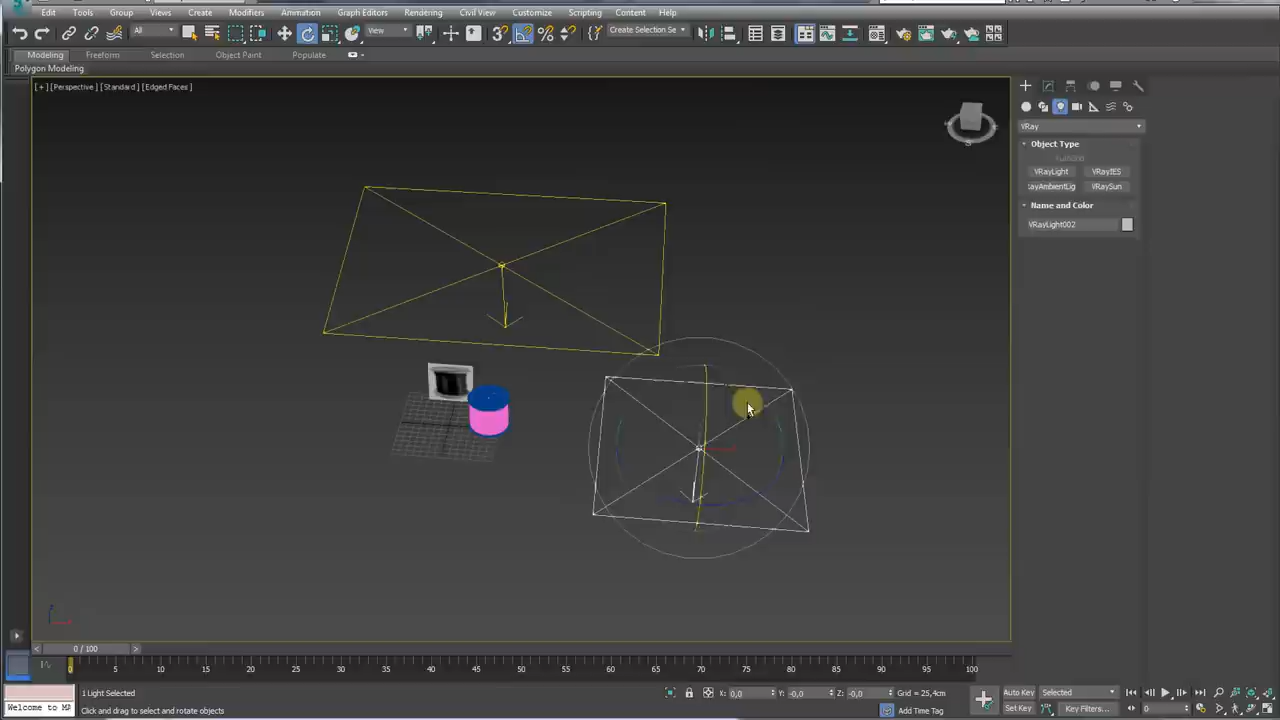 Edit Tools Group Views Create Modifiers Animation Graph Editors Rendering Civil View Customize Scripting Content Help
All View Create Selection Se
Modeling Freeform Selection Object Paint Populate
Polygon Modeling
[+] [Perspective] [Standard] [Edged Faces]
VRay
Object Type
VRayLight VRayIES
RayAmbientLig VRaySun
Name and Color
VRayLight002
0 / 100
0 5 10 15 20 25 30 35 40 45 50 55 60 65 70 75 80 85 90 95 100
1 Light Selected X: 0,0 Y: -0,0 Z: -0,0 Grid = 25,4cm Auto Key Selected
Welcome to MA Click and drag to select and rotate objects Add Time Tag Set Key Key Filters... 0